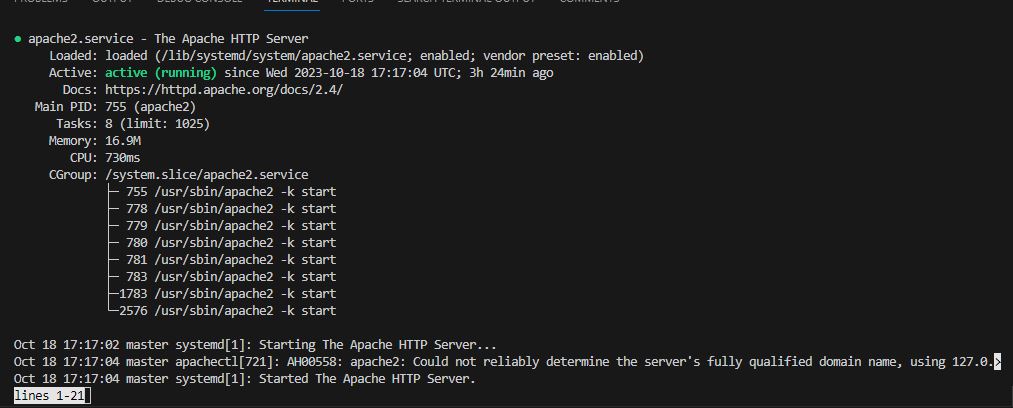 PROBLEMS OUTPUT DEBUG CONSOLE TERMINAL PORTS SEARCH TERMINAL OUTPUT COMMENTS
● apache2.service - The Apache HTTP Server
     Loaded: loaded (/lib/systemd/system/apache2.service; enabled; vendor preset: enabled)
     Active: active (running) since Wed 2023-10-18 17:17:04 UTC; 3h 24min ago
       Docs: https://httpd.apache.org/docs/2.4/
   Main PID: 755 (apache2)
      Tasks: 8 (limit: 1025)
     Memory: 16.9M
        CPU: 730ms
     CGroup: /system.slice/apache2.service
             ├─ 755 /usr/sbin/apache2 -k start
             ├─ 778 /usr/sbin/apache2 -k start
             ├─ 779 /usr/sbin/apache2 -k start
             ├─ 780 /usr/sbin/apache2 -k start
             ├─ 781 /usr/sbin/apache2 -k start
             ├─ 783 /usr/sbin/apache2 -k start
             ├─1783 /usr/sbin/apache2 -k start
             └─2576 /usr/sbin/apache2 -k start
Oct 18 17:17:02 master systemd[1]: Starting The Apache HTTP Server...
Oct 18 17:17:04 master apachectl[721]: AH00558: apache2: Could not reliably determine the server's fully qualified domain name, using 127.0.>
Oct 18 17:17:04 master systemd[1]: Started The Apache HTTP Server.
lines 1-21